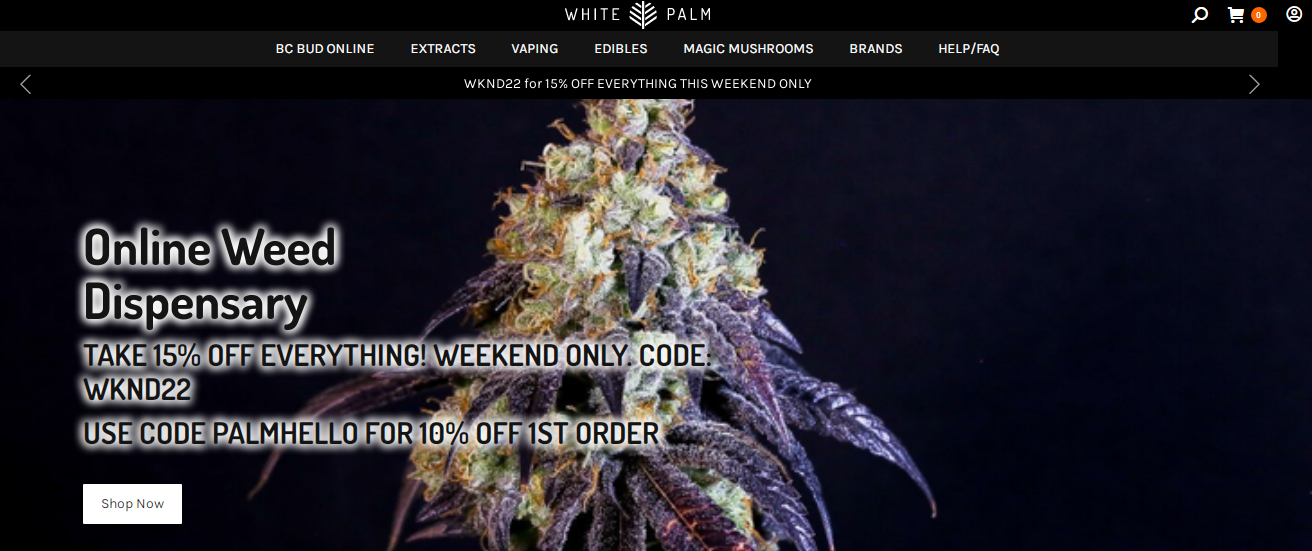 WHITE PALM
0
BC BUD ONLINE EXTRACTS VAPING EDIBLES MAGIC MUSHROOMS BRANDS HELP/FAQ
WKND22 for 15% OFF EVERYTHING THIS WEEKEND ONLY
Online Weed
Dispensary
TAKE 15% OFF EVERYTHING! WEEKEND ONLY. CODE:
WKND22
USE CODE PALMHELLO FOR 10% OFF 1ST ORDER
Shop Now